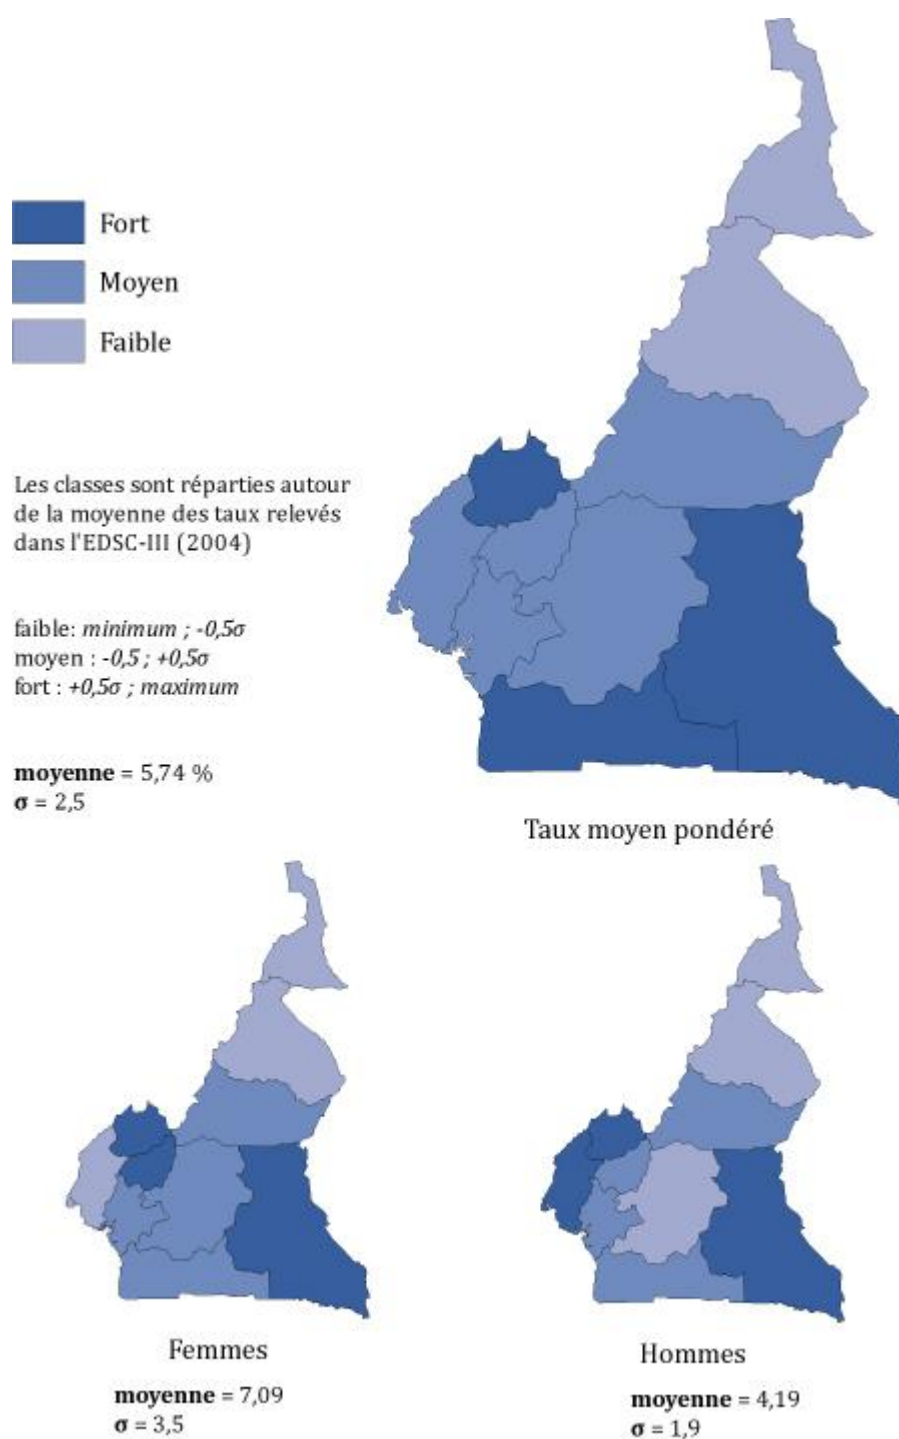 Fort
Moyen
Faible
Les classes sont réparties autour
de la moyenne des taux relevés
dans l'EDSC-III (2004)
faible: minimum ; -0,5σ
moyen : -0,5 ; +0,5σ
fort : +0,5σ ; maximum
moyenne = 5,74 %
σ = 2,5
Taux moyen pondéré
Femmes
moyenne = 7,09
σ = 3,5
Hommes
moyenne = 4,19
σ = 1,9